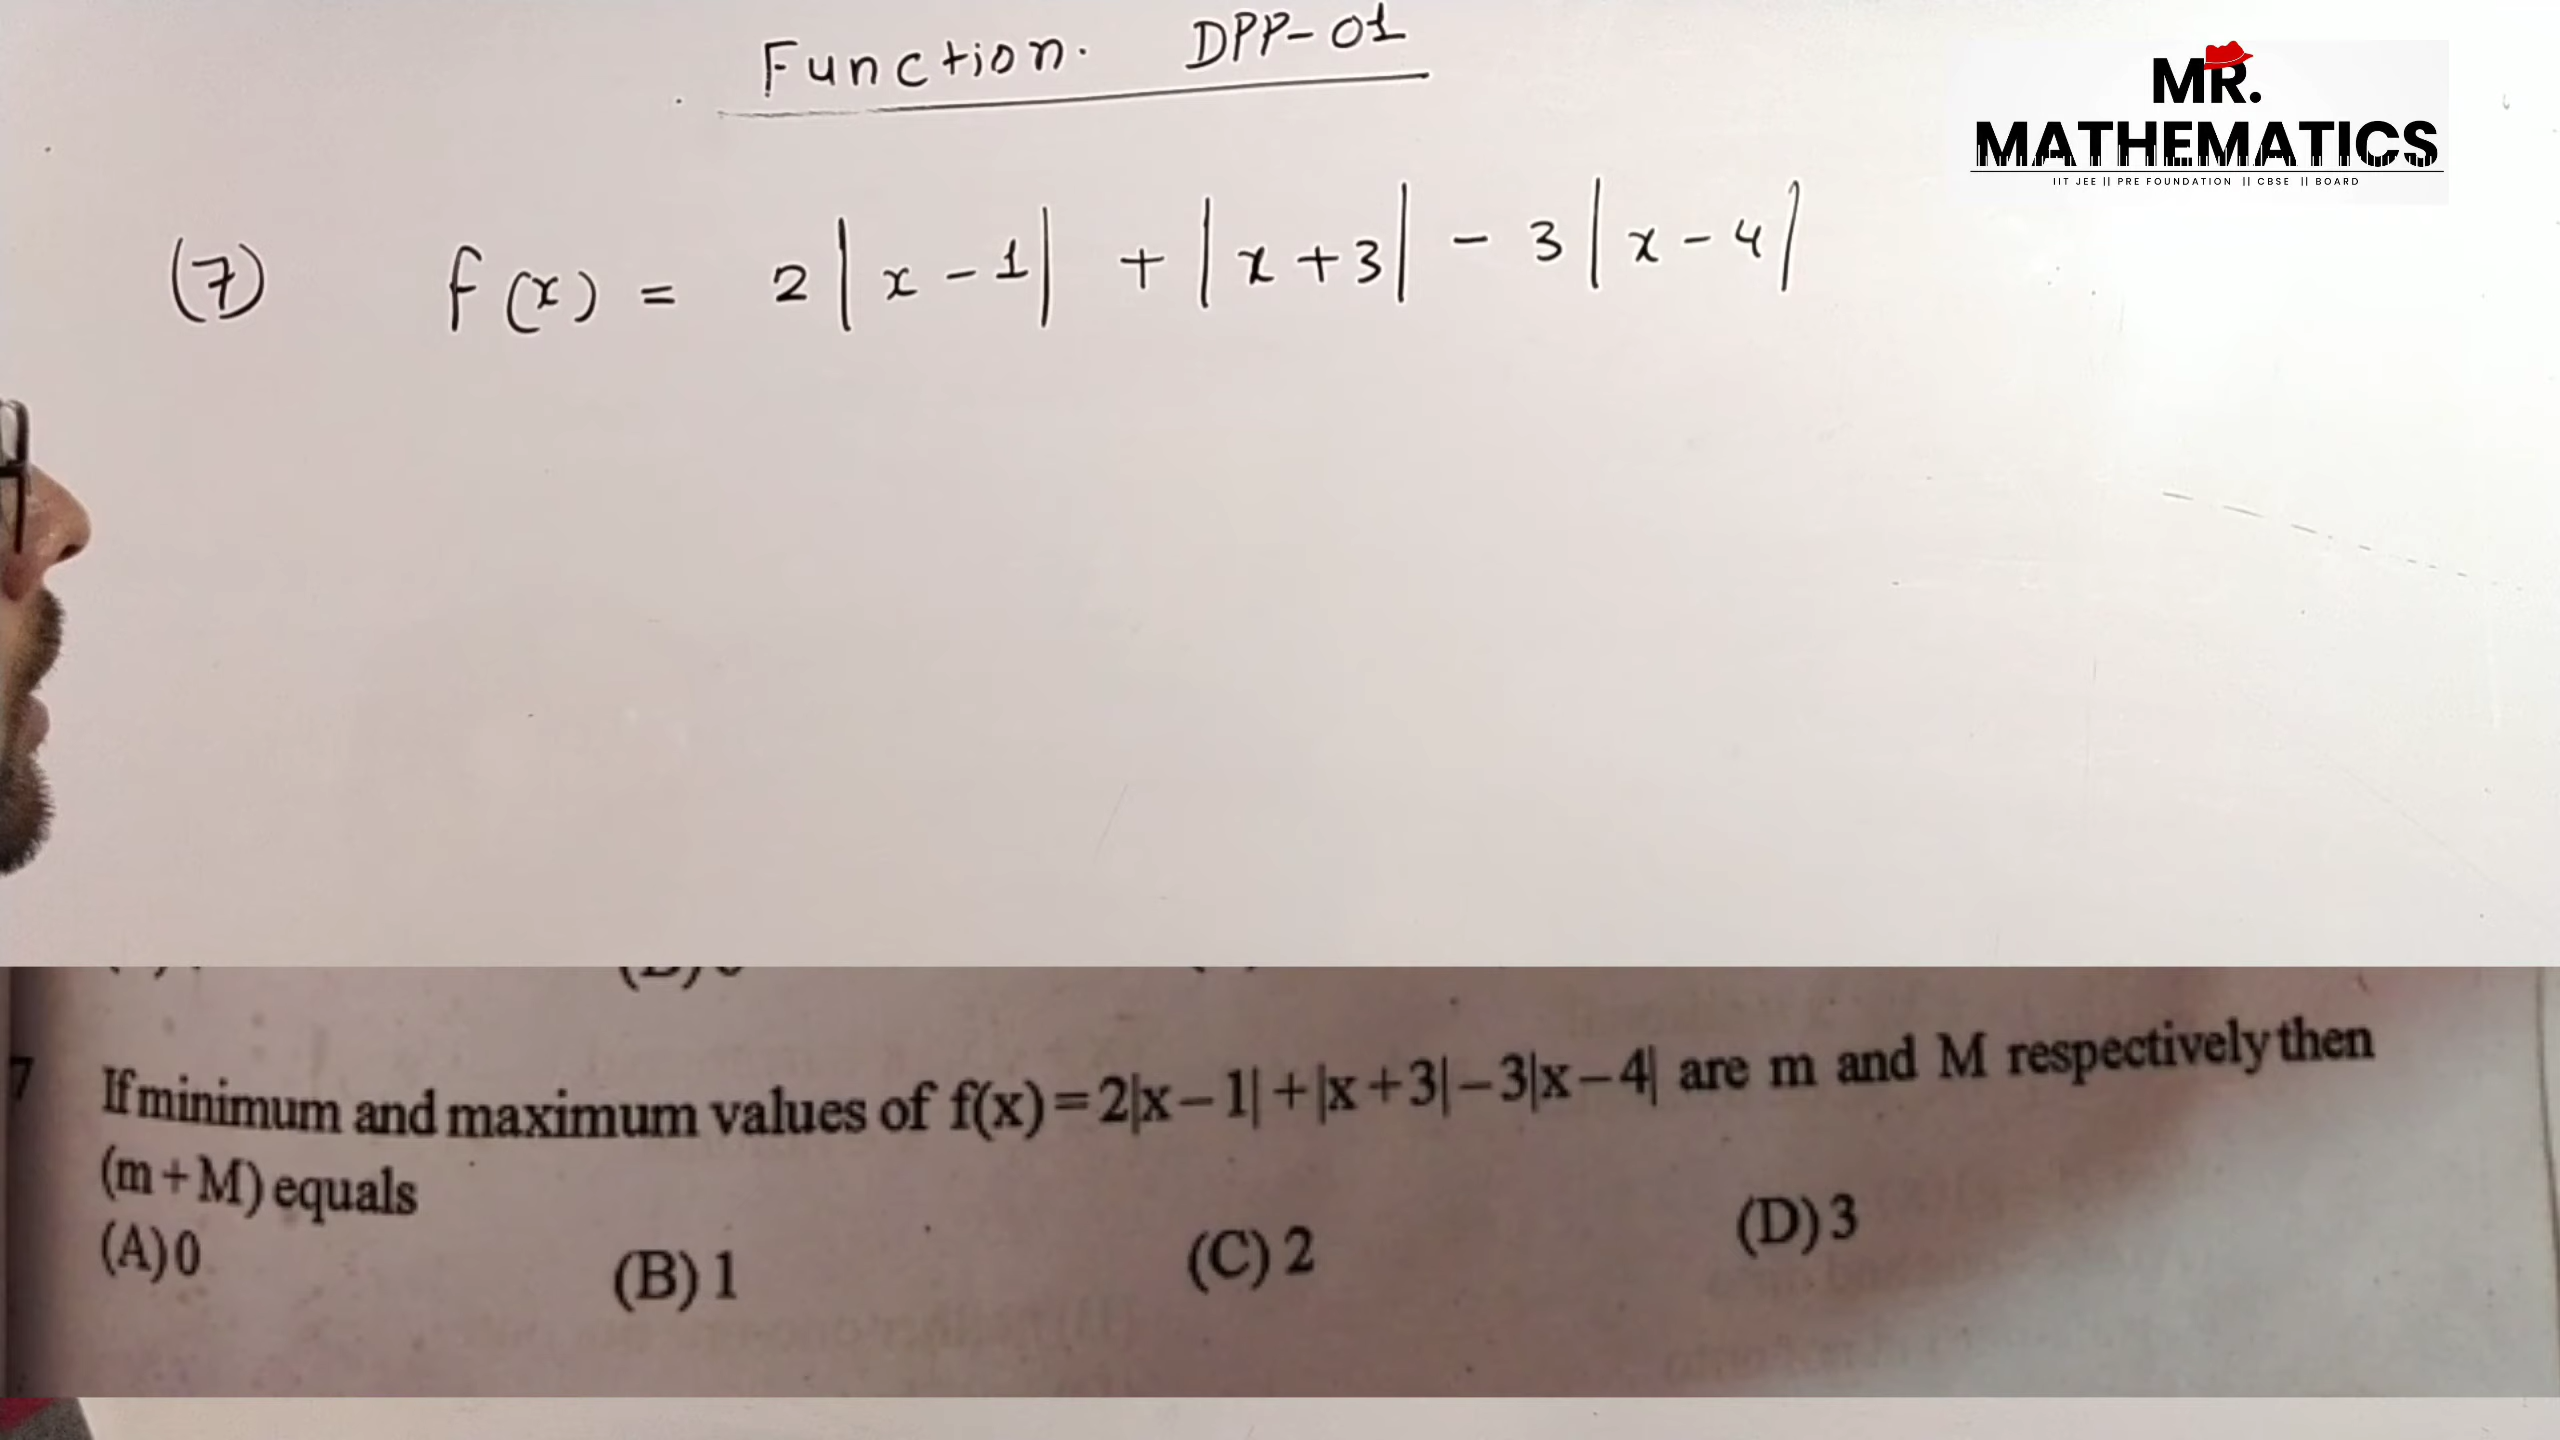 Function. DPP-01
MR.
MATHEMATICS
IIT JEE || PRE FOUNDATION || CBSE || BOARD
(7) f(x) = 2|x-1| + |x+3| - 3|x-4|
7 If minimum and maximum values of f(x)=2|x-1|+|x+3|-3|x-4| are m and M respectively then
(m+M) equals
(A) 0 (B) 1 (C) 2 (D) 3